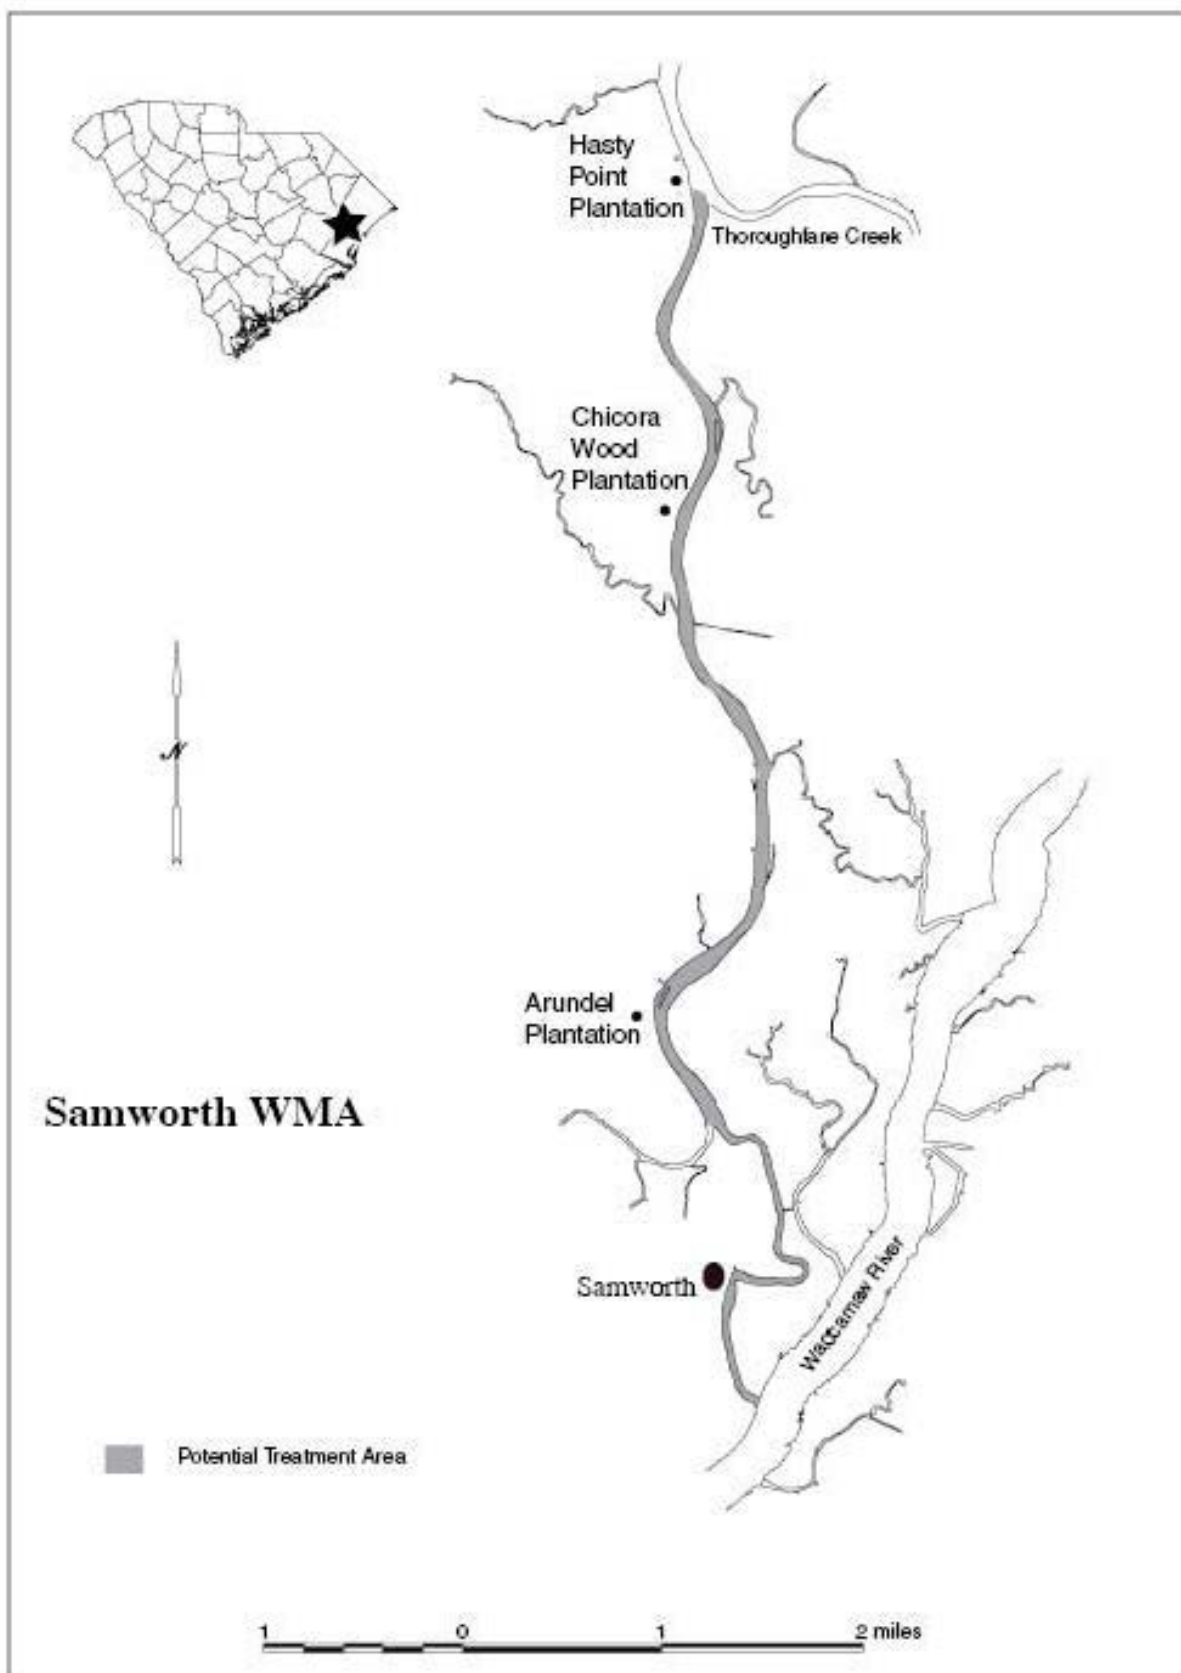 Hasty
Point
Plantation
Thoroughfane Creek
Chicora
Wood
Plantation
N
Arundel
Plantation
Samworth WMA
Samworth
Waccamaw River
Potential Treatment Area
1 0 1 2 miles